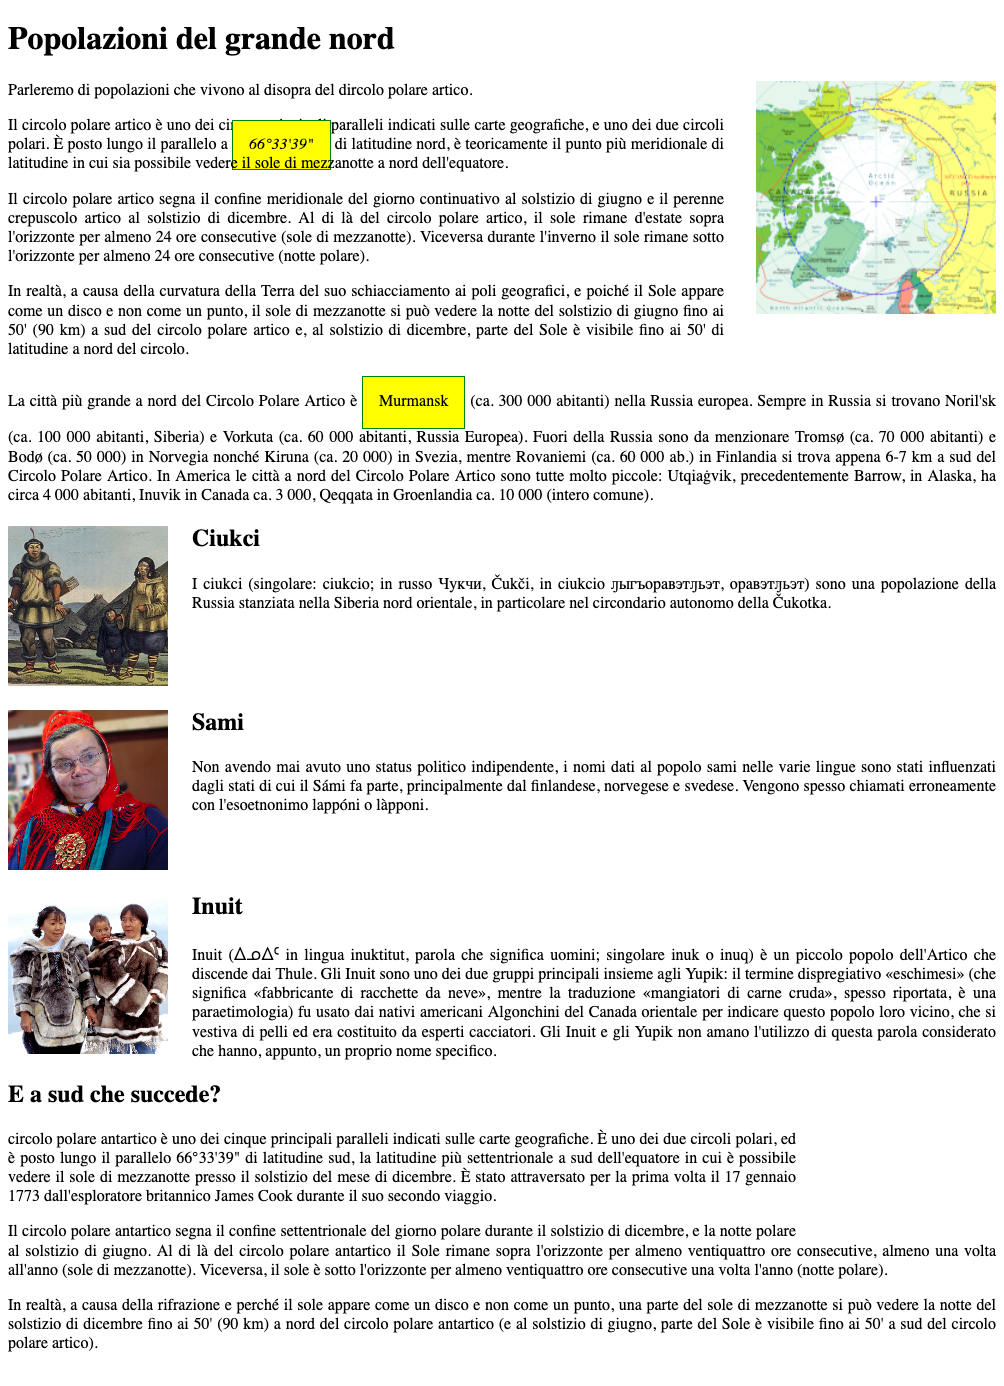 Popolazioni del grande nord
Parleremo di popolazioni che vivono al disopra del dircolo polare artico.
Il circolo polare artico è uno dei paralleli indicati sulle carte geografiche, e uno dei due circoli
polari. È posto lungo il parallelo a 66°33'39" di latitudine nord, è teoricamente il punto più meridionale di
latitudine in cui sia possibile vedere il sole di mezzanotte a nord dell'equatore.
Il circolo polare artico segna il confine meridionale del giorno continuativo al solstizio di giugno e il perenne
crepuscolo artico al solstizio di dicembre. Al di là del circolo polare artico, il sole rimane d'estate sopra
l'orizzonte per almeno 24 ore consecutive (sole di mezzanotte). Viceversa durante l'inverno il sole rimane sotto
l'orizzonte per almeno 24 ore consecutive (notte polare).
In realtà, a causa della curvatura della Terra del suo schiacciamento ai poli geografici, e poiché il Sole appare
come un disco e non come un punto, il sole di mezzanotte si può vedere la notte del solstizio di giugno fino ai
50' (90 km) a sud del circolo polare artico e, al solstizio di dicembre, parte del Sole è visibile fino ai 50' di
latitudine a nord del circolo.
Arctic
Ocean
CANADA
RUSSIA
North Atlantic Ocean
La città più grande a nord del Circolo Polare Artico è Murmansk (ca. 300 000 abitanti) nella Russia europea. Sempre in Russia si trovano Noril'sk
(ca. 100 000 abitanti, Siberia) e Vorkuta (ca. 60 000 abitanti, Russia Europea). Fuori della Russia sono da menzionare Tromsø (ca. 70 000 abitanti) e
Bodø (ca. 50 000) in Norvegia nonché Kiruna (ca. 20 000) in Svezia, mentre Rovaniemi (ca. 60 000 ab.) in Finlandia si trova appena 6-7 km a sud del
Circolo Polare Artico. In America le città a nord del Circolo Polare Artico sono tutte molto piccole: Utqiaġvik, precedentemente Barrow, in Alaska, ha
circa 4 000 abitanti, Inuvik in Canada ca. 3 000, Qeqqata in Groenlandia ca. 10 000 (intero comune).
Ciukci
I ciukci (singolare: ciukcio; in russo Чукчи, Čukči, in ciukcio ԓыгъоравэтԓьэт, оравэтԓьэт) sono una popolazione della
Russia stanziata nella Siberia nord orientale, in particolare nel circondario autonomo della Čukotka.
Sami
Non avendo mai avuto uno status politico indipendente, i nomi dati al popolo sami nelle varie lingue sono stati influenzati
dagli stati di cui il Sámi fa parte, principalmente dal finlandese, norvegese e svedese. Vengono spesso chiamati erroneamente
con l'esoetnonimo lappóni o làpponi.
Inuit
Inuit (ᐃᓄᐃᑦ in lingua inuktitut, parola che significa uomini; singolare inuk o inuq) è un piccolo popolo dell'Artico che
discende dai Thule. Gli Inuit sono uno dei due gruppi principali insieme agli Yupik: il termine dispregiativo «eschimesi» (che
significa «fabbricante di racchette da neve», mentre la traduzione «mangiatori di carne cruda», spesso riportata, è una
paraetimologia) fu usato dai nativi americani Algonchini del Canada orientale per indicare questo popolo loro vicino, che si
vestiva di pelli ed era costituito da esperti cacciatori. Gli Inuit e gli Yupik non amano l'utilizzo di questa parola considerato
che hanno, appunto, un proprio nome specifico.
E a sud che succede?
circolo polare antartico è uno dei cinque principali paralleli indicati sulle carte geografiche. È uno dei due circoli polari, ed
è posto lungo il parallelo 66°33'39" di latitudine sud, la latitudine più settentrionale a sud dell'equatore in cui è possibile
vedere il sole di mezzanotte presso il solstizio del mese di dicembre. È stato attraversato per la prima volta il 17 gennaio
1773 dall'esploratore britannico James Cook durante il suo secondo viaggio.
Il circolo polare antartico segna il confine settentrionale del giorno polare durante il solstizio di dicembre, e la notte polare
al solstizio di giugno. Al di là del circolo polare antartico il Sole rimane sopra l'orizzonte per almeno ventiquattro ore consecutive, almeno una volta
all'anno (sole di mezzanotte). Viceversa, il sole è sotto l'orizzonte per almeno ventiquattro ore consecutive una volta l'anno (notte polare).
In realtà, a causa della rifrazione e perché il sole appare come un disco e non come un punto, una parte del sole di mezzanotte si può vedere la notte del
solstizio di dicembre fino ai 50' (90 km) a nord del circolo polare antartico (e al solstizio di giugno, parte del Sole è visibile fino ai 50' a sud del circolo
polare artico).